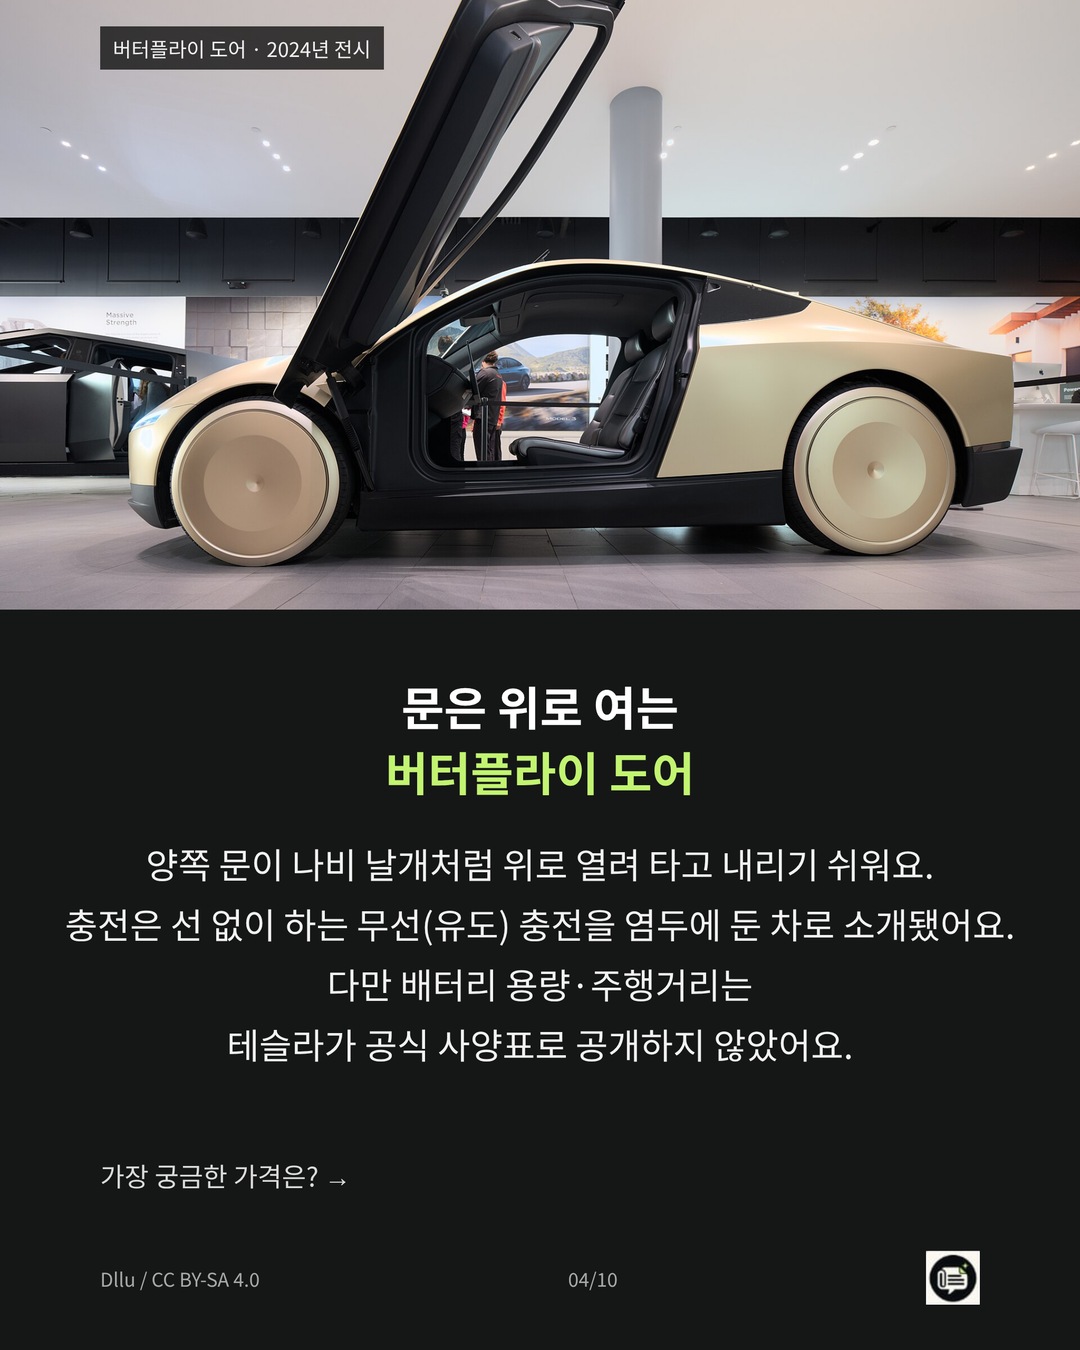 버터플라이 도어 · 2024년 전시
Massive
Strength
MODEL 3
문은 위로 여는
버터플라이 도어
양쪽 문이 나비 날개처럼 위로 열려 타고 내리기 쉬워요.
충전은 선 없이 하는 무선(유도) 충전을 염두에 둔 차로 소개됐어요.
다만 배터리 용량·주행거리는
테슬라가 공식 사양표로 공개하지 않았어요.
가장 궁금한 가격은? →
Dllu / CC BY-SA 4.0
04/10